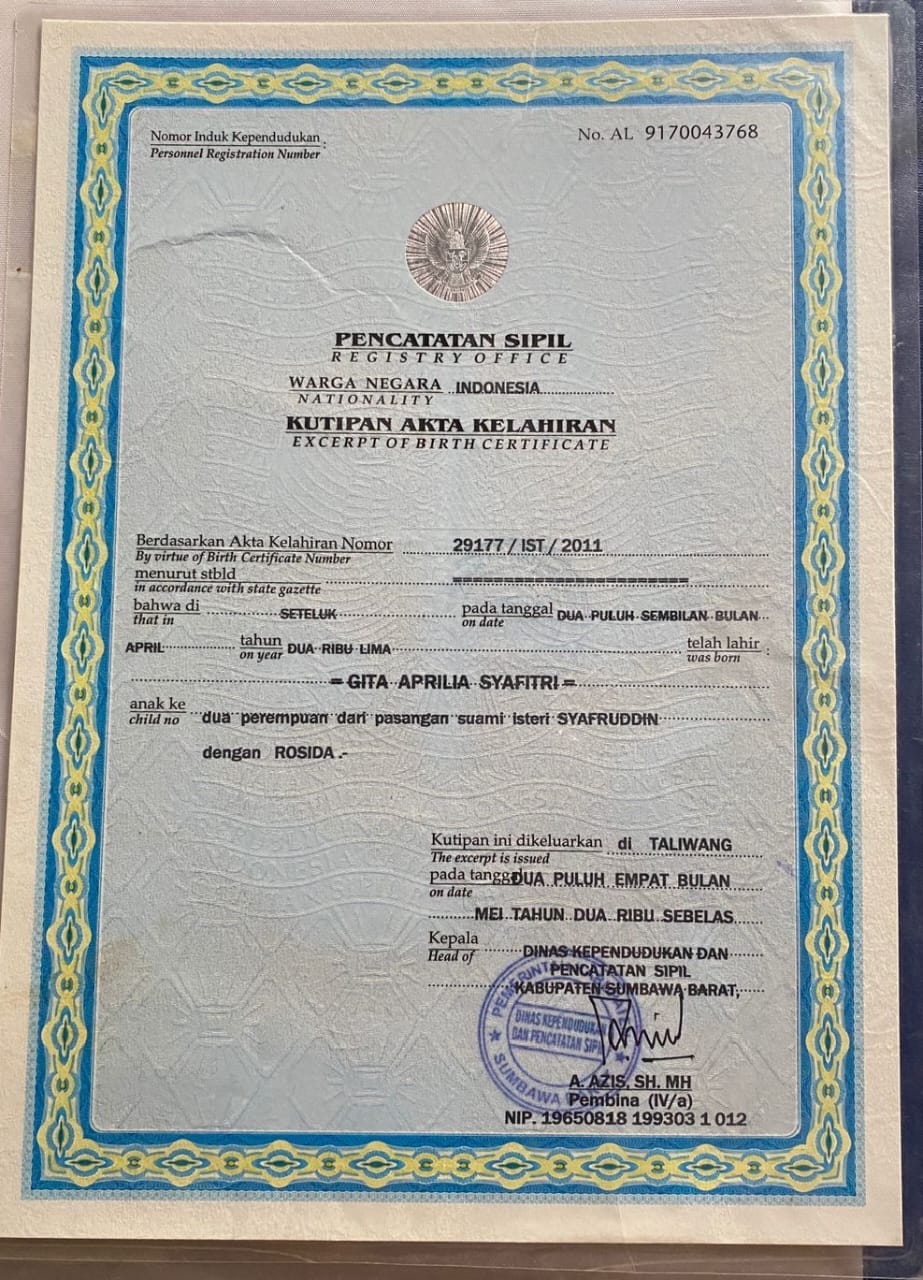 Nomor Induk Kependudukan :
Personnel Registration Number
No. AL 9170043768
PENCATATAN SIPIL
REGISTRY OFFICE
WARGA NEGARA INDONESIA
NATIONALITY
KUTIPAN AKTA KELAHIRAN
EXCERPT OF BIRTH CERTIFICATE
Berdasarkan Akta Kelahiran Nomor 29177 / IST / 2011
By virtue of Birth Certificate Number
menurut stbld ==========================
in accordance with state gazette
bahwa di SETELUK pada tanggal DUA PULUH SEMBILAN BULAN
that in on date
APRIL tahun DUA RIBU LIMA telah lahir :
on year was born
= GITA APRILIA SYAFITRI =
anak ke dua perempuan dari pasangan suami isteri SYAFRUDDIN
child no
dengan ROSIDA .-
Kutipan ini dikeluarkan di TALIWANG
The excerpt is issued
pada tanggal DUA PULUH EMPAT BULAN
on date
MEI TAHUN DUA RIBU SEBELAS
Kepala DINAS KEPENDUDUKAN DAN
Head of
PENCATATAN SIPIL
KABUPATEN SUMBAWA BARAT,
DINAS KEPENDUDUKAN
DAN PENCATATAN SIPIL
SUMBAWA
A. AZIS, SH. MH
Pembina (IV/a)
NIP. 19650818 199303 1 012